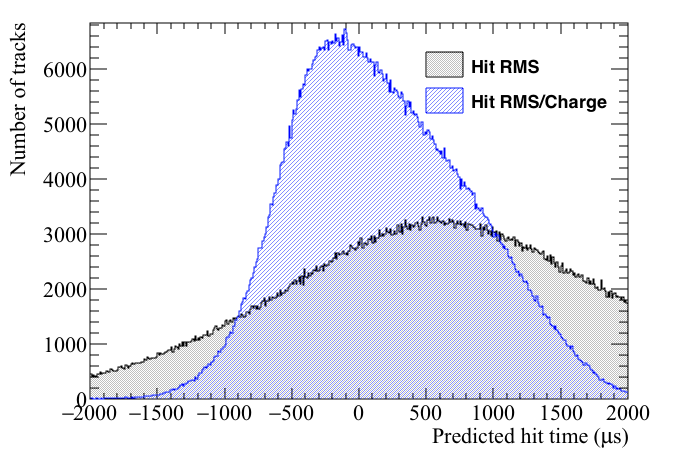 Number of tracks
6000
5000
4000
3000
2000
1000
0
Hit RMS
Hit RMS/Charge
−2000 −1500 −1000 −500 0 500 1000 1500 2000
Predicted hit time (μs)